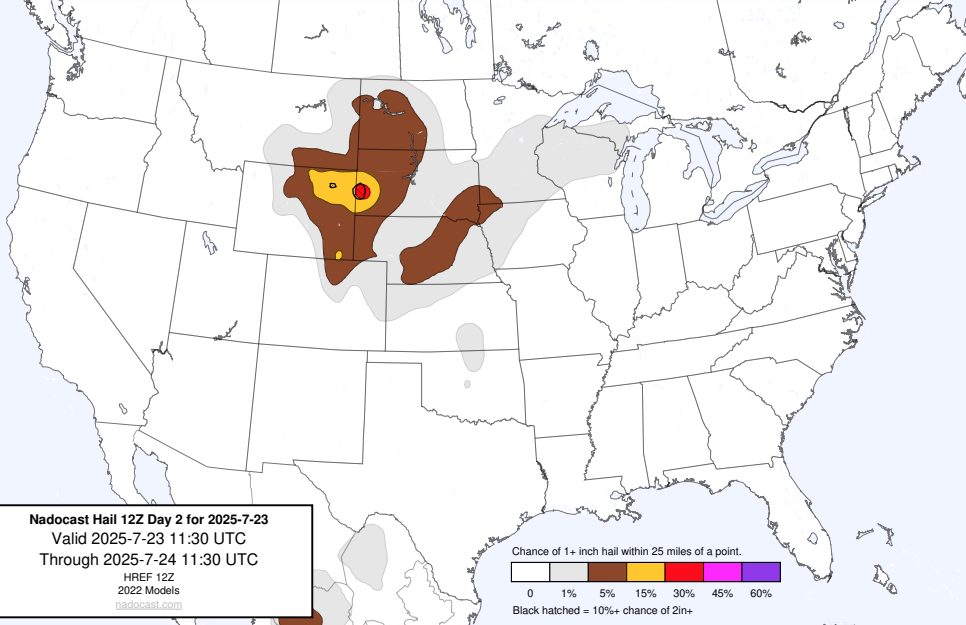 Nadocast Hail 12Z Day 2 for 2025-7-23
Valid 2025-7-23 11:30 UTC
Through 2025-7-24 11:30 UTC
HREF 12Z
2022 Models
nadocast.com
Chance of 1+ inch hail within 25 miles of a point.
0 1% 5% 15% 30% 45% 60%
Black hatched = 10%+ chance of 2in+